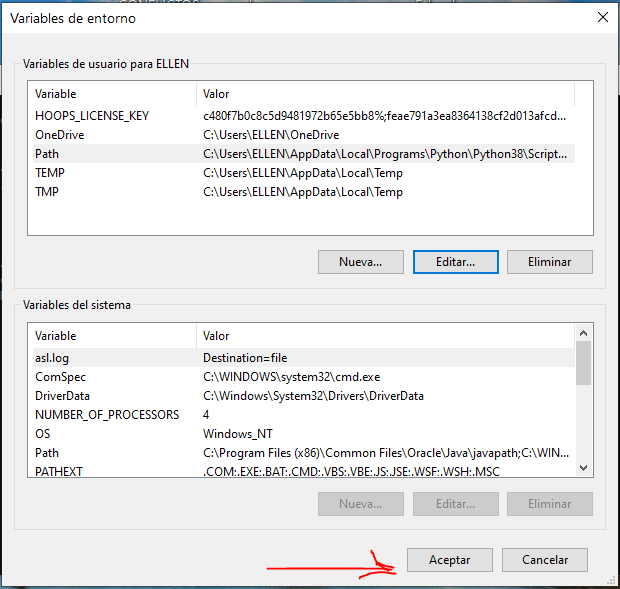 Variables de entorno
Variables de usuario para ELLEN
Variable Valor
HOOPS_LICENSE_KEY c480f7b0c8c5d9481972b65e5bb8%;feae791a3ea8364138cf2d013afcd...
OneDrive C:\Users\ELLEN\OneDrive
Path C:\Users\ELLEN\AppData\Local\Programs\Python\Python38\Script...
TEMP C:\Users\ELLEN\AppData\Local\Temp
TMP C:\Users\ELLEN\AppData\Local\Temp
Nueva... Editar... Eliminar
Variables del sistema
Variable Valor
asl.log Destination=file
ComSpec C:\WINDOWS\system32\cmd.exe
DriverData C:\Windows\System32\Drivers\DriverData
NUMBER_OF_PROCESSORS 4
OS Windows_NT
Path C:\Program Files (x86)\Common Files\Oracle\Java\javapath;C:\WIN...
PATHEXT .COM;.EXE;.BAT;.CMD;.VBS;.VBE;.JS;.JSE;.WSF;.WSH;.MSC
Nueva... Editar... Eliminar
Aceptar Cancelar